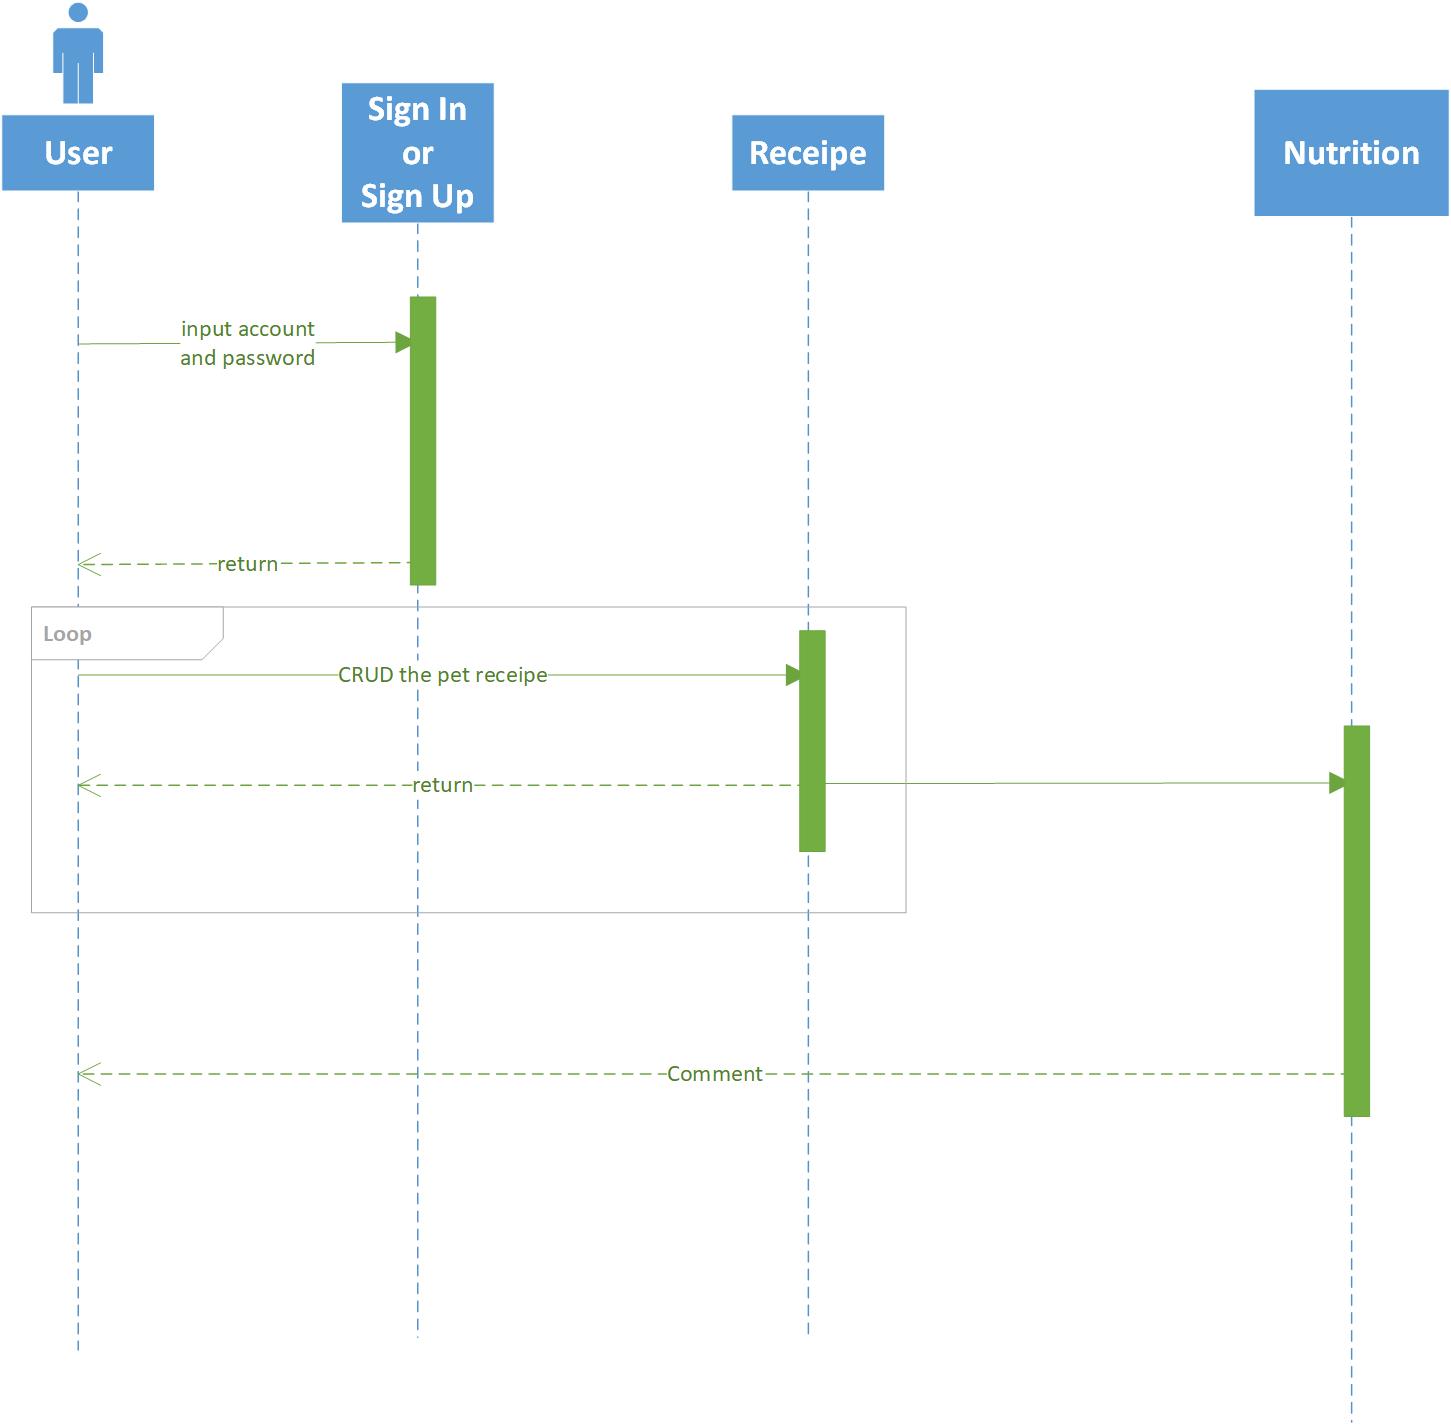 User
Sign In
or
Sign Up
Receipe
Nutrition
input account
and password
return
Loop
CRUD the pet receipe
return
Comment